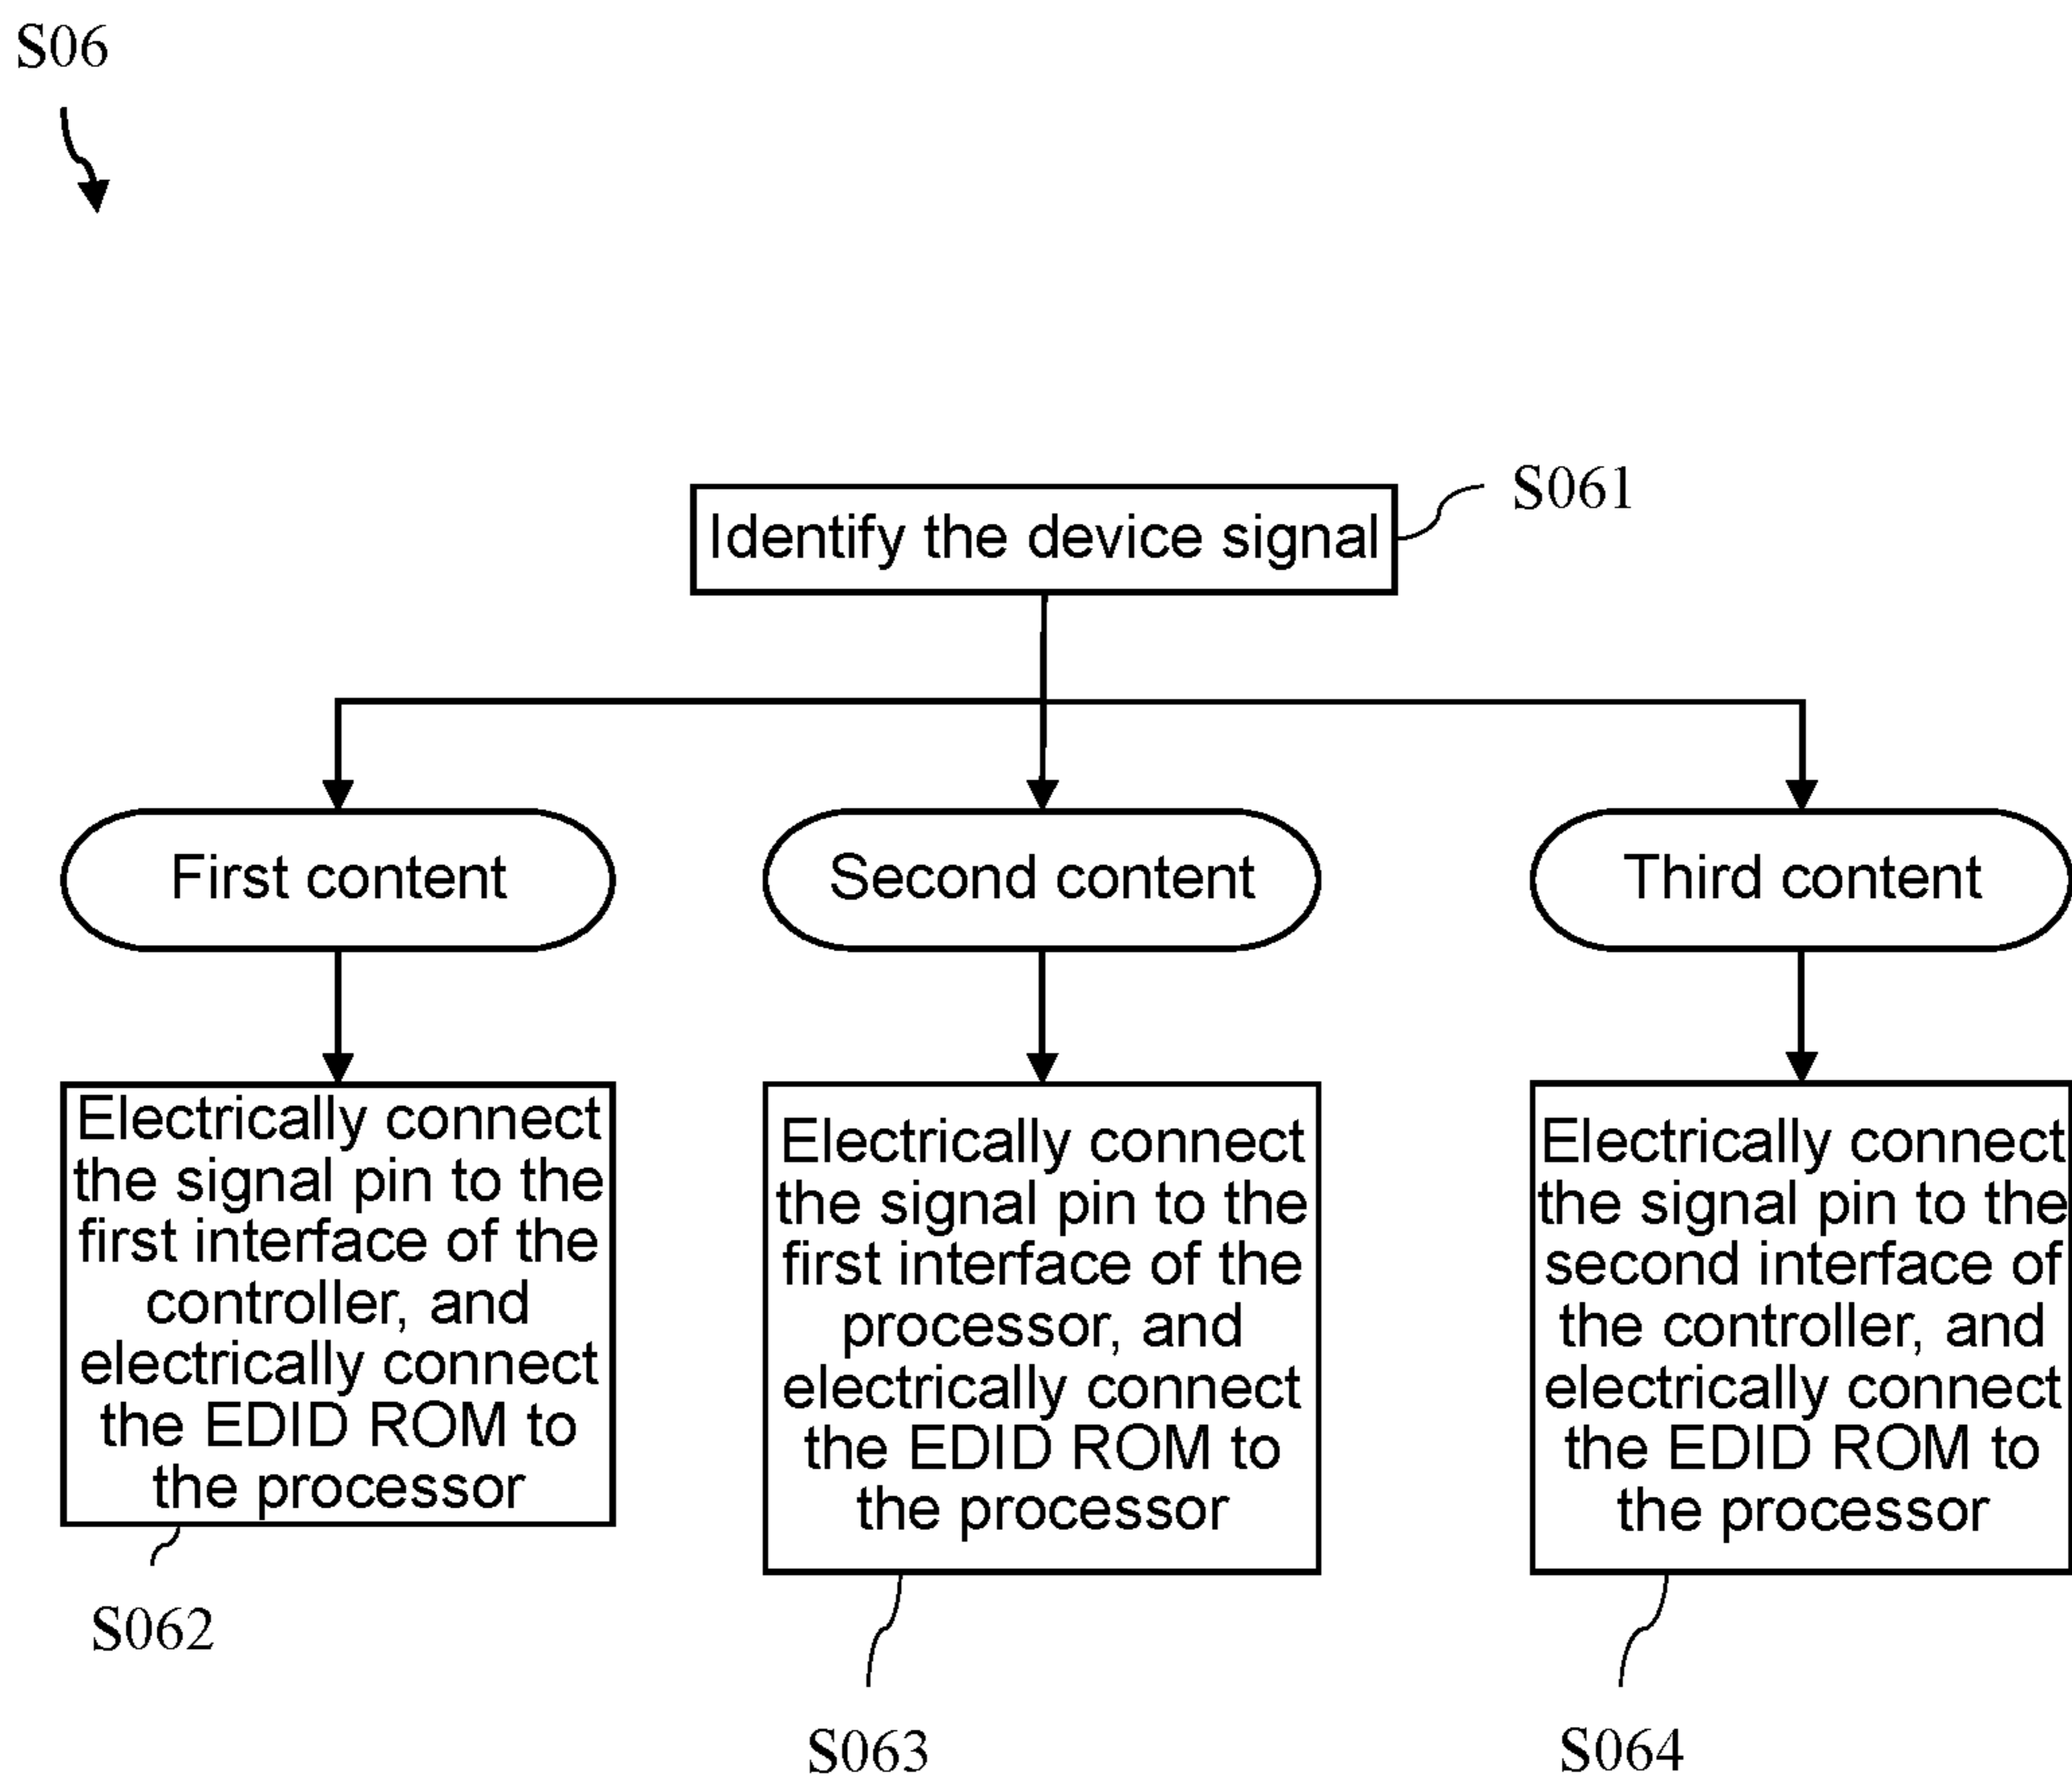 S06
Identify the device signal
S061
First content
Second content
Third content
Electrically connect
the signal pin to the
first interface of the
controller, and
electrically connect
the EDID ROM to
the processor
S062
Electrically connect
the signal pin to the
first interface of the
processor, and
electrically connect
the EDID ROM to
the processor
S063
Electrically connect
the signal pin to the
second interface of
the controller, and
electrically connect
the EDID ROM to
the processor
S064